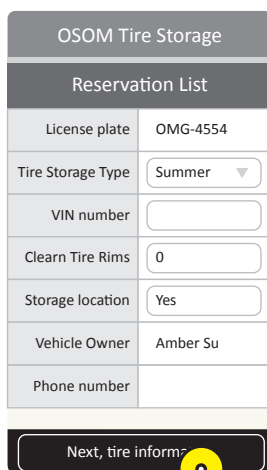 OSOM Tire Storage
Reservation List
License plate OMG-4554
Tire Storage Type Summer
VIN number
Clearn Tire Rims 0
Storage location Yes
Vehicle Owner Amber Su
Phone number
Next, tire